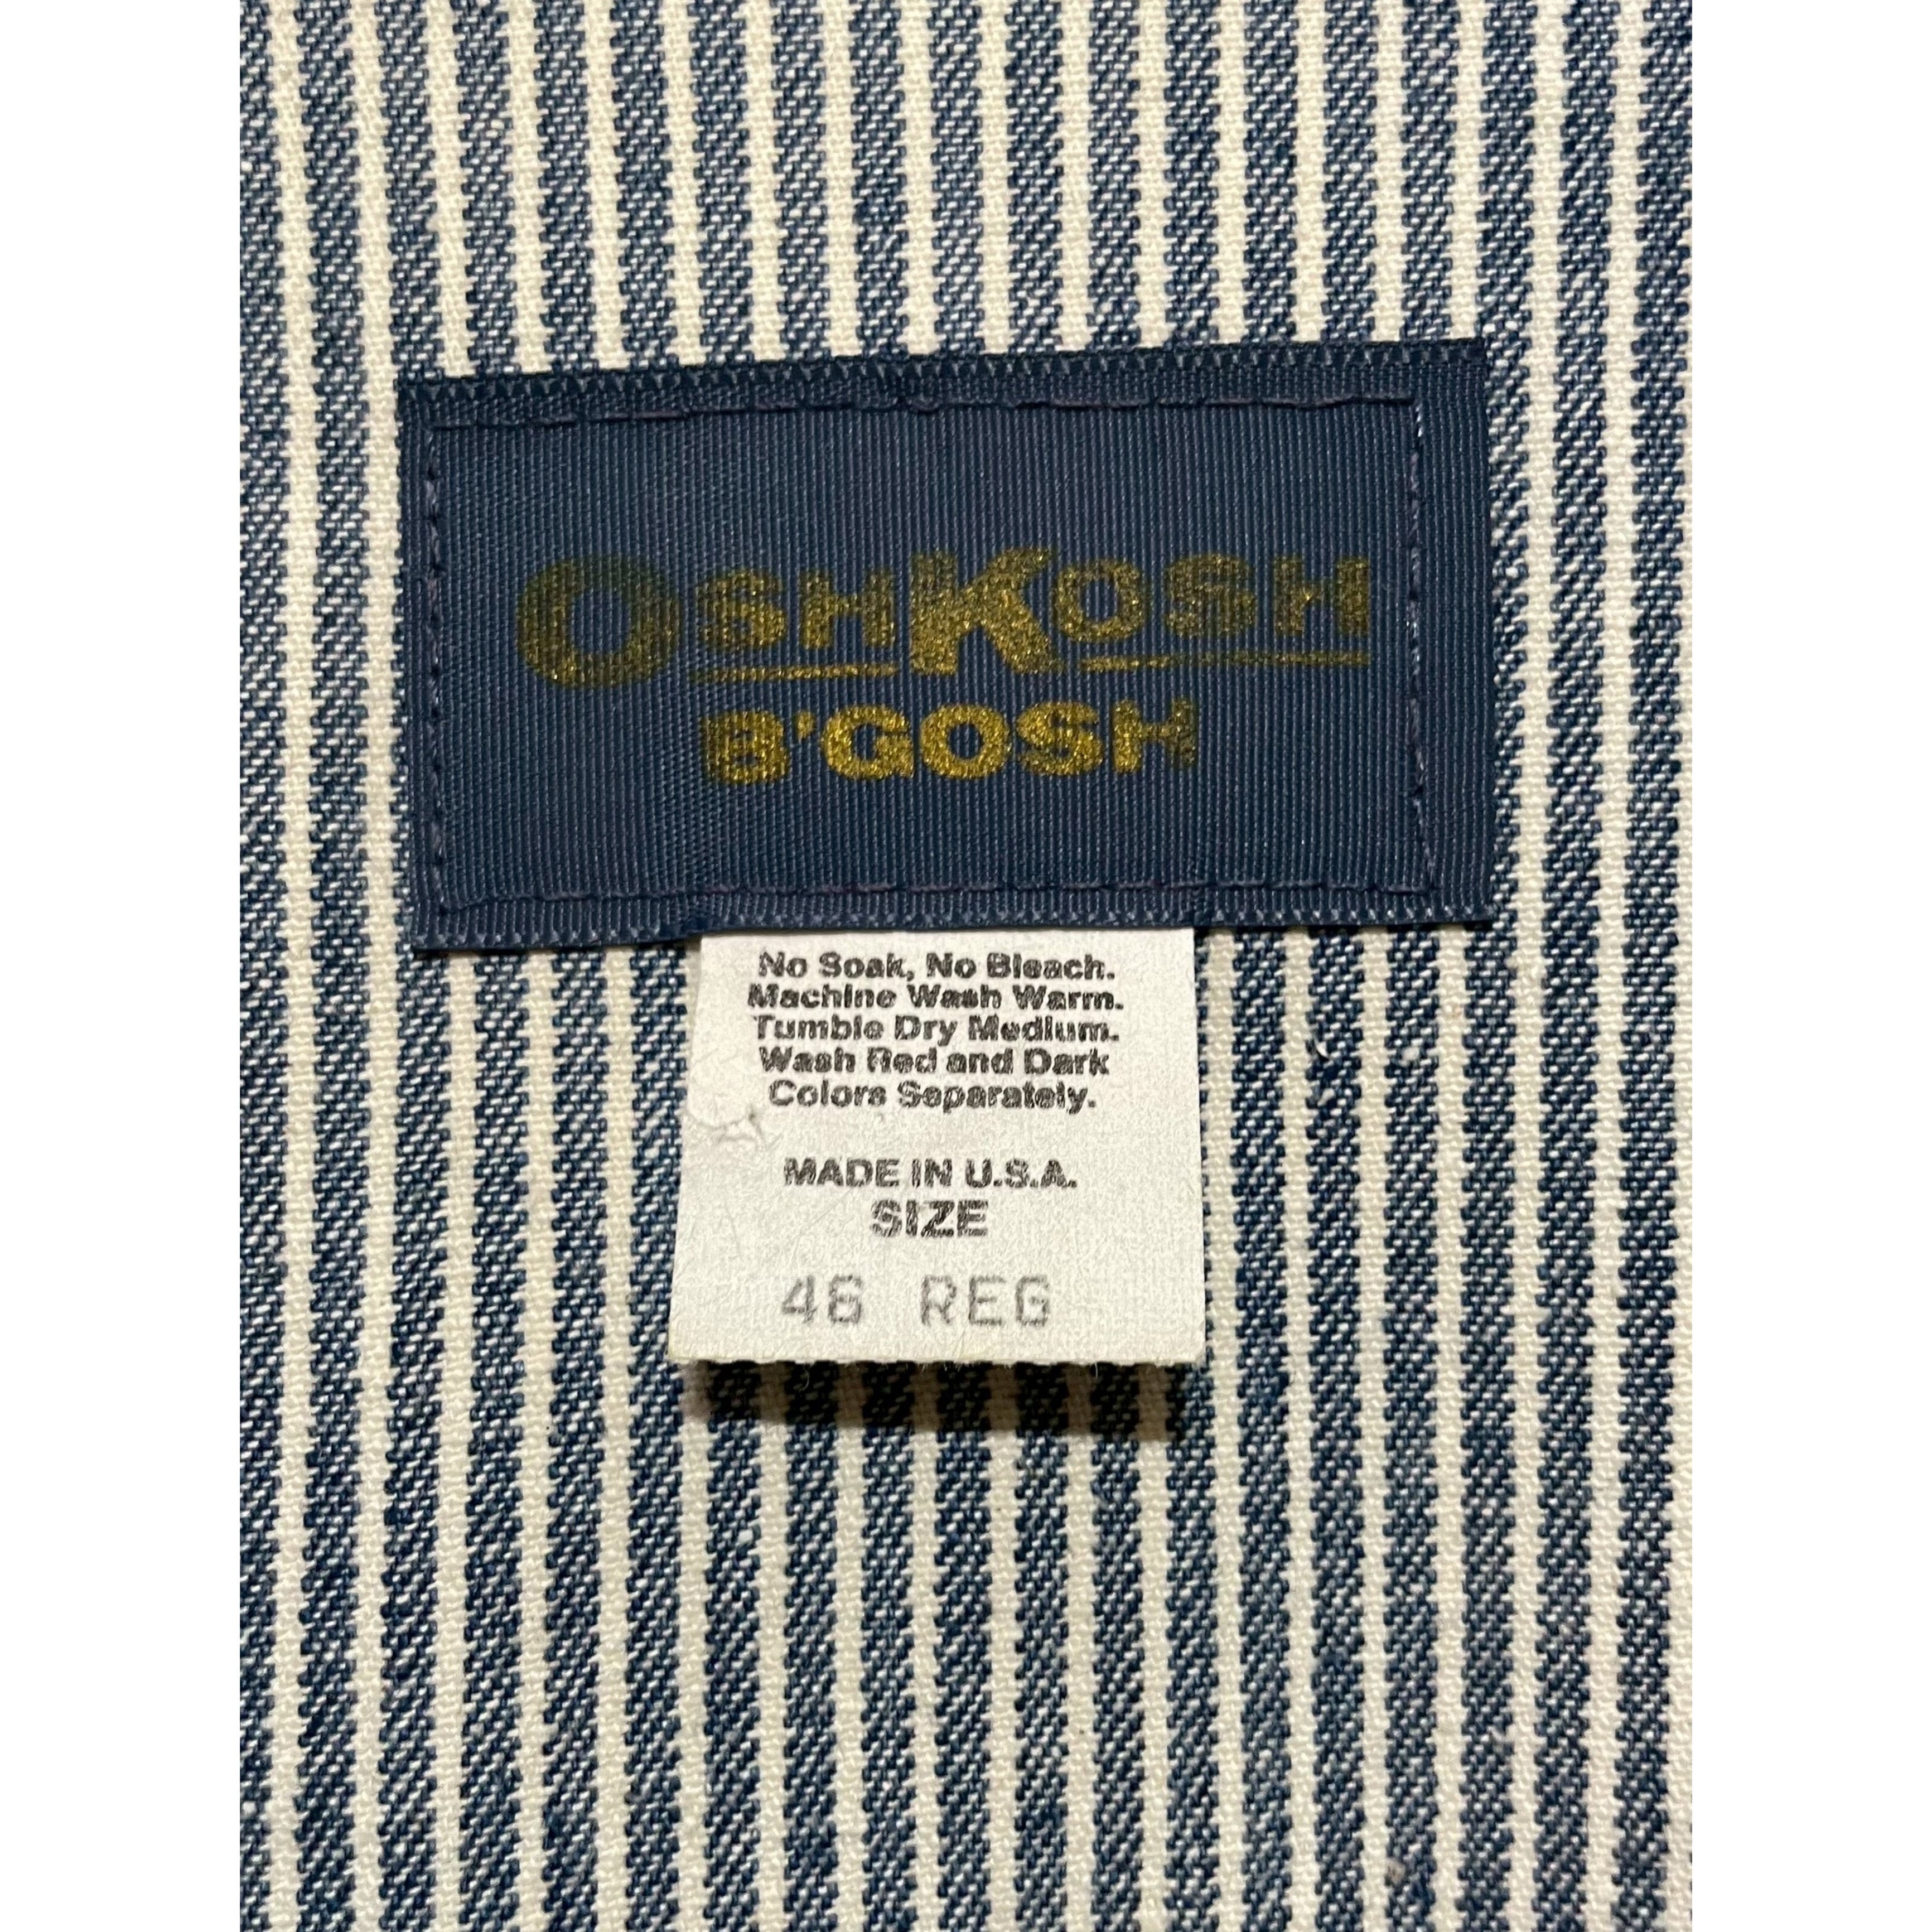 OSHKOSH
B'GOSH
No Soak, No Bleach.
Machine Wash Warm.
Tumble Dry Medium.
Wash Red and Dark
Colors Separately.
MADE IN U.S.A.
SIZE
46 REG